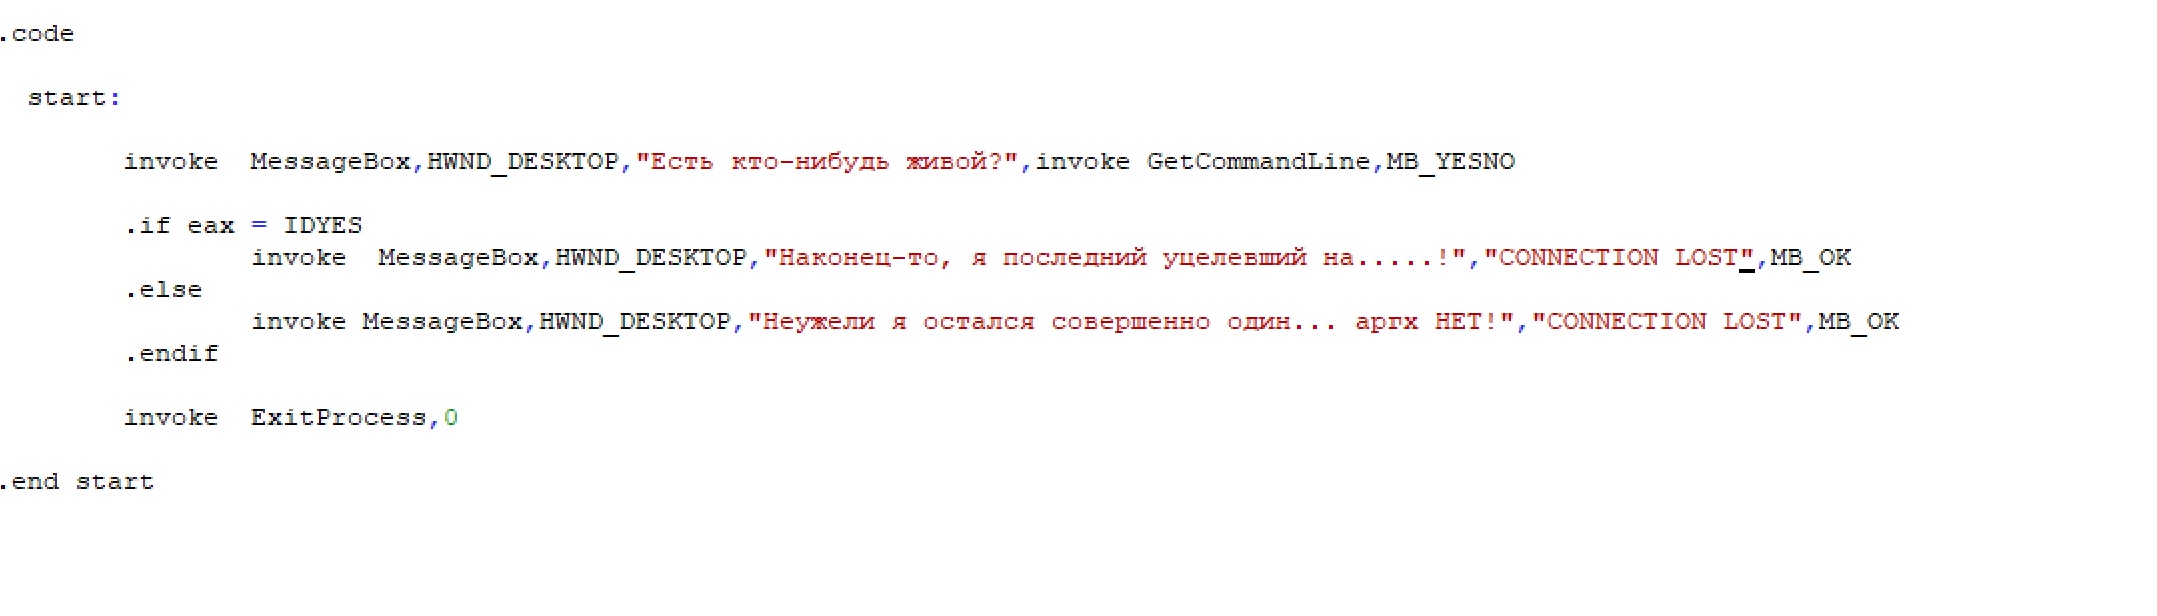 .code
start:
invoke MessageBox,HWND_DESKTOP,"Есть кто-нибудь живой?",invoke GetCommandLine,MB_YESNO
.if eax = IDYES
invoke MessageBox,HWND_DESKTOP,"Наконец-то, я последний уцелевший на.....!","CONNECTION LOST",MB_OK
.else
invoke MessageBox,HWND_DESKTOP,"Неужели я остался совершенно один... аргх НЕТ!","CONNECTION LOST",MB_OK
.endif
invoke ExitProcess,0
.end start